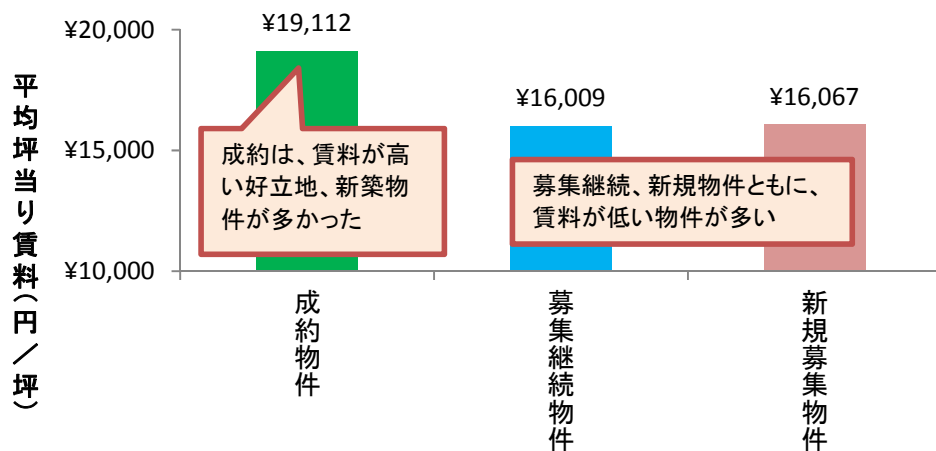 平均坪当り賃料(円/坪)
¥20,000
¥15,000
¥10,000
¥19,112
¥16,009
¥16,067
成約は、賃料が高
い好立地、新築物
件が多かった
募集継続、新規物件ともに、
賃料が低い物件が多い
成約物件
募集継続物件
新規募集物件